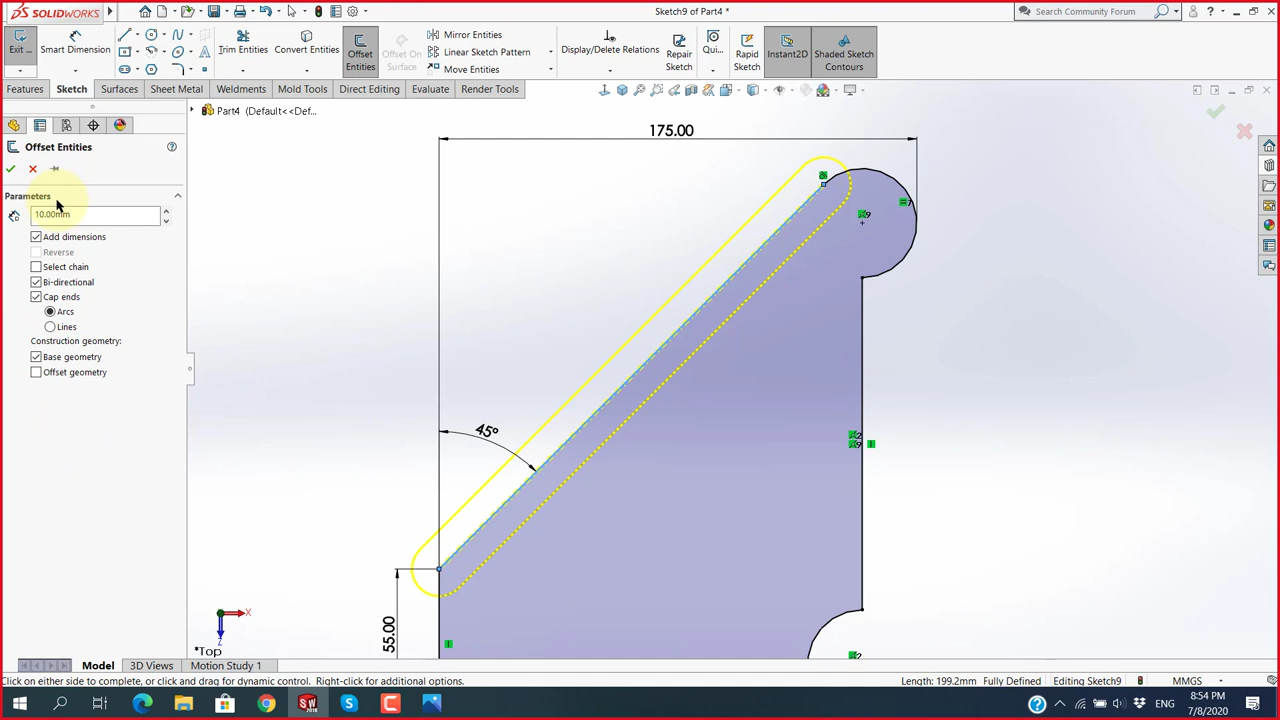 SOLIDWORKS
Sketch9 of Part4 *
Search Community Forum
Exit ...
Smart Dimension
Trim Entities
Convert Entities
Offset Entities
Offset On Surface
Mirror Entities
Linear Sketch Pattern
Move Entities
Display/Delete Relations
Repair Sketch
Qui...
Rapid Sketch
Instant2D
Shaded Sketch Contours
Features
Sketch
Surfaces
Sheet Metal
Weldments
Mold Tools
Direct Editing
Evaluate
Render Tools
Part4 (Default<<Def...
Offset Entities
Parameters
10.00mm
Add dimensions
Reverse
Select chain
Bi-directional
Cap ends
Arcs
Lines
Construction geometry:
Base geometry
Offset geometry
175.00
45°
55.00
X
Z
*Top
Model
3D Views
Motion Study 1
Click on either side to complete, or click and drag for dynamic control. Right-click for additional options.
Length: 199.2mm
Fully Defined
Editing Sketch9
MMGS
ENG
8:54 PM
7/8/2020